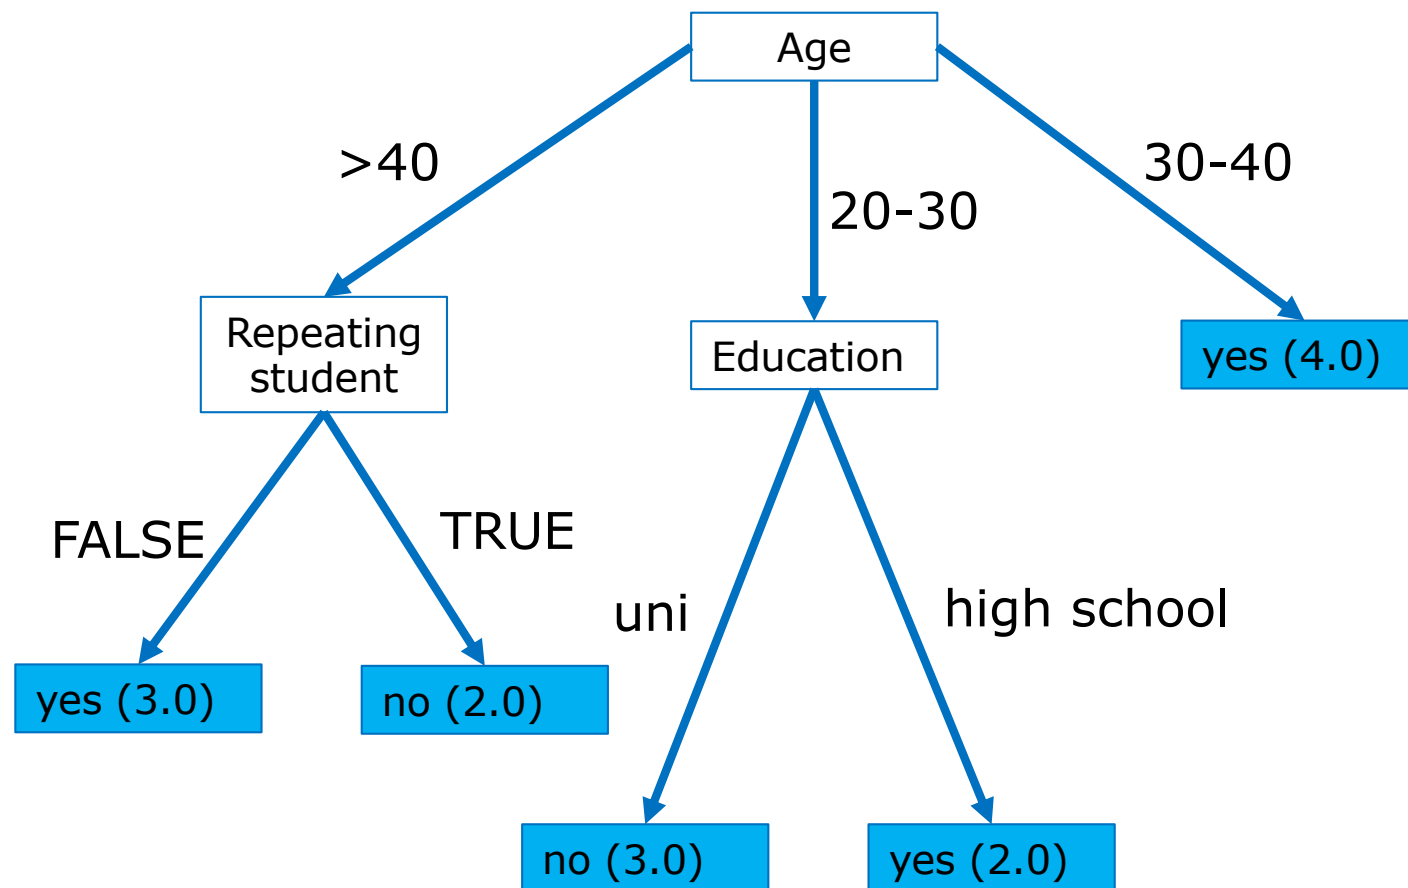 Age
>40
20-30
30-40
Repeating
student
Education
yes (4.0)
FALSE
TRUE
uni
high school
yes (3.0)
no (2.0)
no (3.0)
yes (2.0)